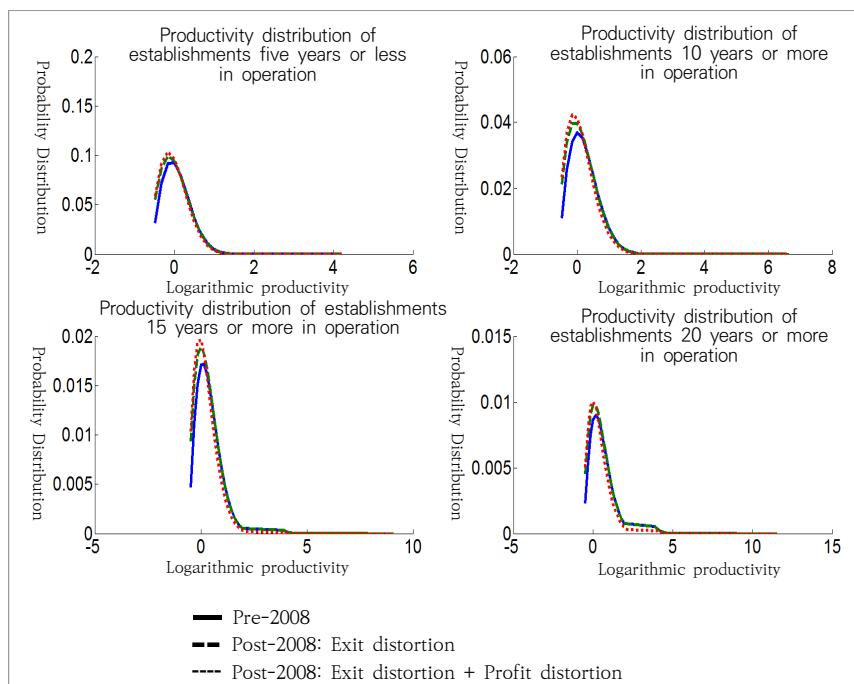 Productivity distribution of
establishments five years or less
in operation
Probability Distribution
0.2
0.15
0.1
0.05
0
-2
0
2
4
6
Logarithmic productivity
Productivity distribution of
establishments 10 years or more
in operation
Probability Distribution
0.06
0.04
0.02
0
-2
0
2
4
6
8
Logarithmic productivity
Productivity distribution of establishments
15 years or more in operation
Probability Distribution
0.02
0.015
0.01
0.005
0
-5
0
5
10
Logarithmic productivity
Productivity distribution of
establishments 20 years or more
in operation
Probability Distribution
0.015
0.01
0.005
0
-5
0
5
10
15
Logarithmic productivity
Pre-2008
Post-2008: Exit distortion
Post-2008: Exit distortion + Profit distortion